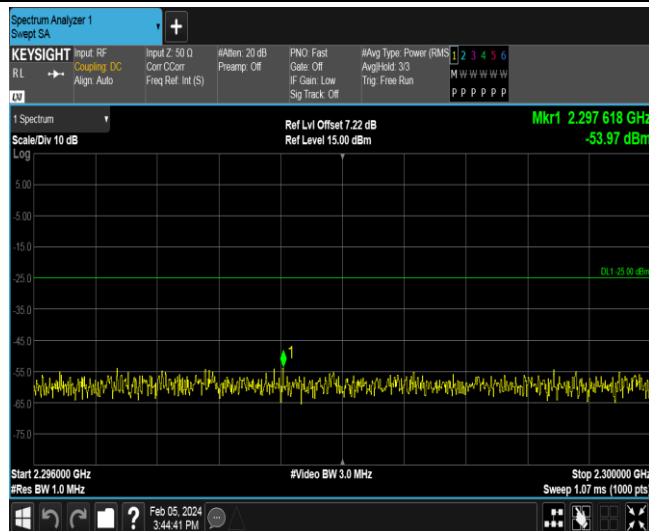 Spectrum Analyzer 1
Swept SA
+
KEYSIGHT
RL
Input: RF
Coupling: DC
Align: Auto
Input Z: 50 Ω
Corr CCorr
Freq Ref: Int (S)
#Atten: 20 dB
Preamp: Off
PNO: Fast
Gate: Off
IF Gain: Low
Sig Track: Off
#Avg Type: Power (RMS
Avg|Hold: 3/3
Trig: Free Run
1 2 3 4 5 6
M W W W W W
P P P P P P
1 Spectrum
Scale/Div 10 dB
Log
Ref Lvl Offset 7.22 dB
Ref Level 15.00 dBm
Mkr1 2.297 618 GHz
-53.97 dBm
5.00
-5.00
-15.0
-25.0
DL1 -25.00 dBm
-35.0
-45.0
1
-55.0
-65.0
-75.0
Start 2.296000 GHz
#Video BW 3.0 MHz
Stop 2.300000 GHz
#Res BW 1.0 MHz
Sweep 1.07 ms (1000 pts)
?
Feb 05, 2024
3:44:41 PM